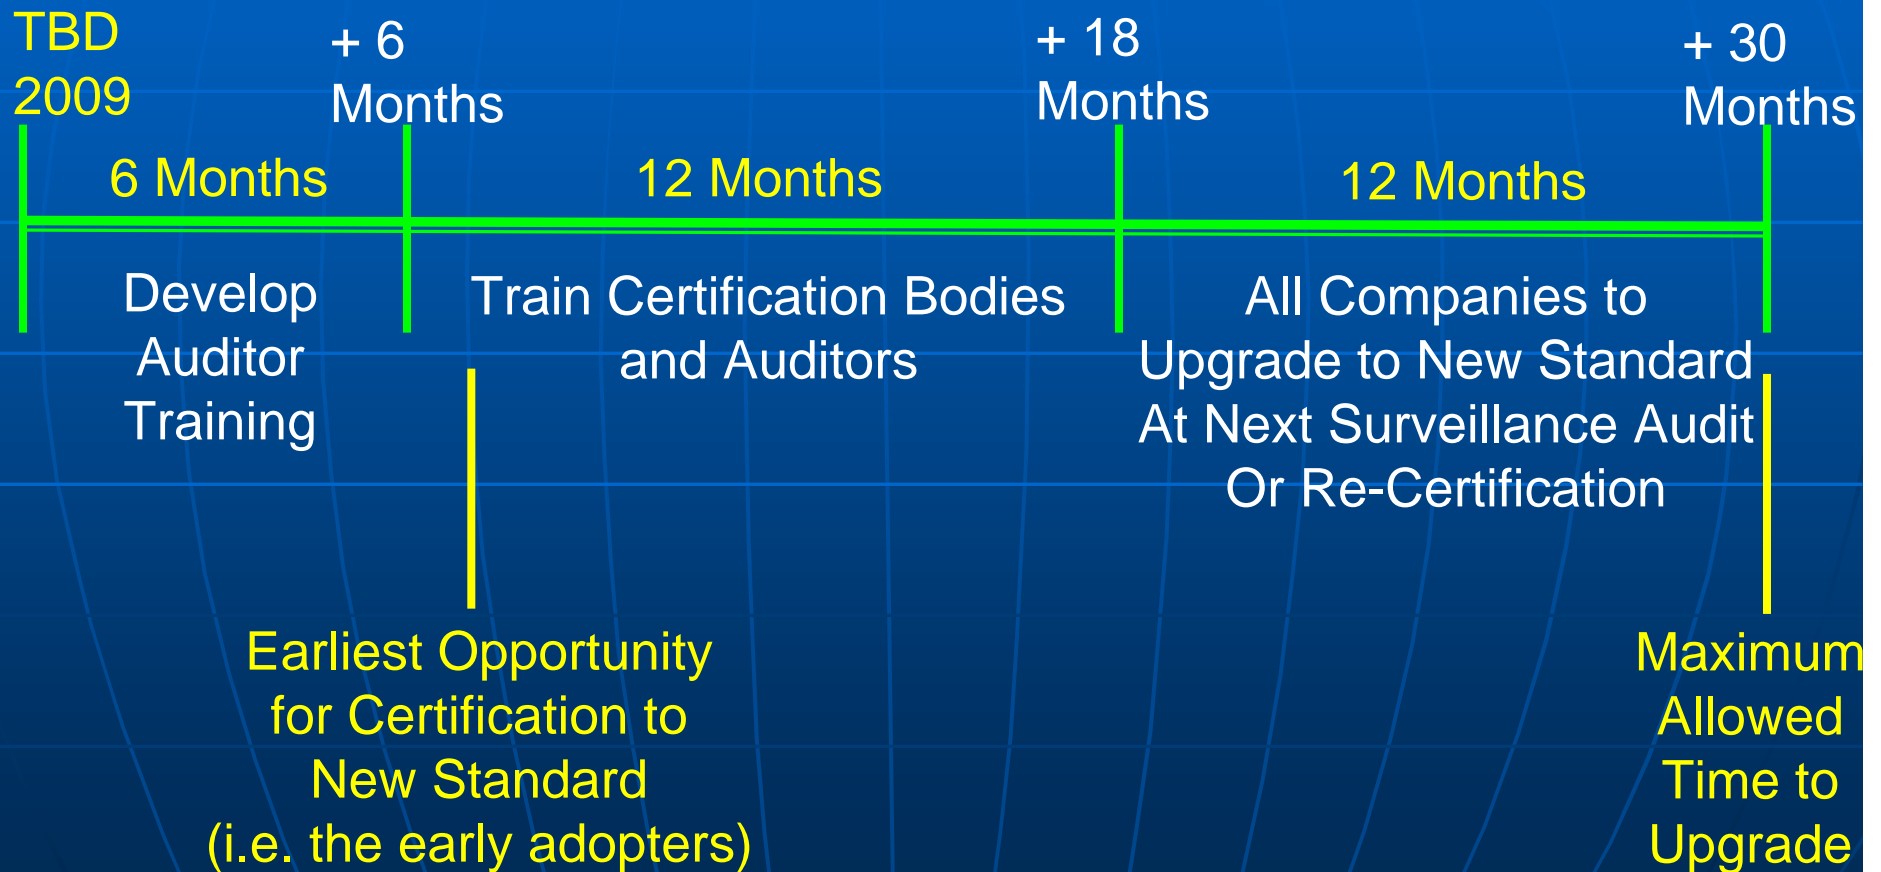 TBD
2009
+ 6
Months
+ 18
Months
+ 30
Months
6 Months
12 Months
12 Months
Develop
Auditor
Training
Train Certification Bodies
and Auditors
All Companies to
Upgrade to New Standard
At Next Surveillance Audit
Or Re-Certification
Earliest Opportunity
for Certification to
New Standard
(i.e. the early adopters)
Maximum
Allowed
Time to
Upgrade